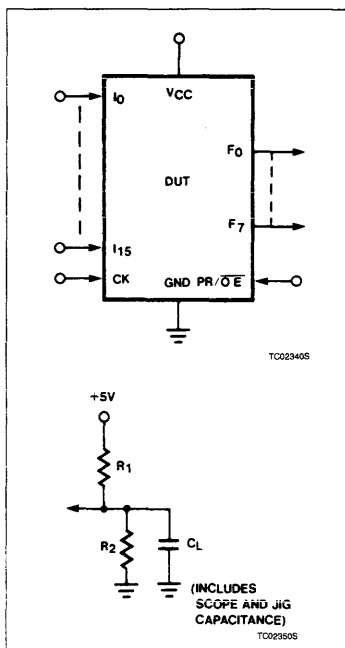 VCC
I0
F0
DUT
F7
I15
CK
GND PR/OE
TC02340S
+5V
R1
R2
CL
(INCLUDES
SCOPE AND JIG
CAPACITANCE)
TC02350S